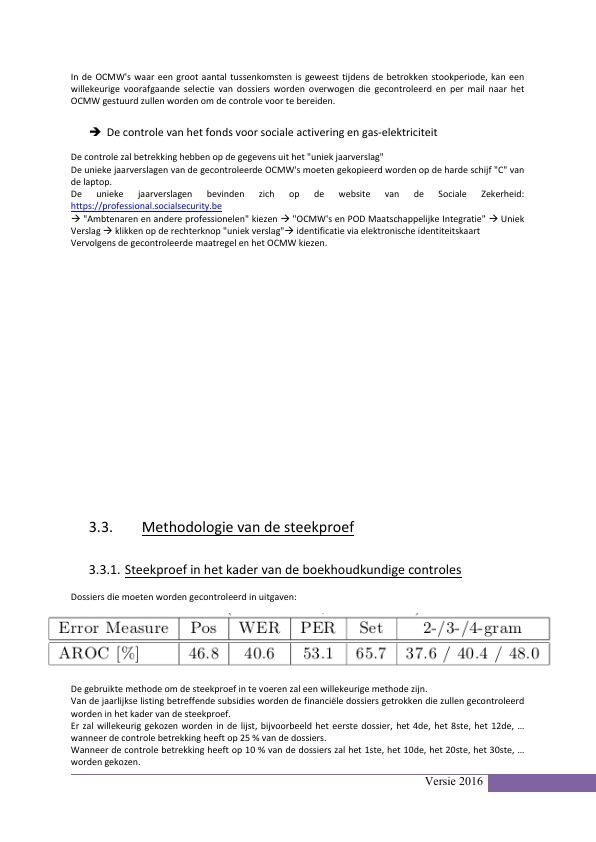 In de OCMW's waar een groot aantal tussenkomsten is geweest tijdens de betrokken stookperiode, kan een
willekeurige voorafgaande selectie van dossiers worden overwogen die gecontroleerd en per mail naar het
OCMW gestuurd zullen worden om de controle voor te bereiden.
➔ De controle van het fonds voor sociale activering en gas-elektriciteit
De controle zal betrekking hebben op de gegevens uit het "uniek jaarverslag"
De unieke jaarverslagen van de gecontroleerde OCMW's moeten gekopieerd worden op de harde schijf "C" van
de laptop.
De unieke jaarverslagen bevinden zich op de website van de Sociale Zekerheid:
https://professional.socialsecurity.be
→ "Ambtenaren en andere professionelen" kiezen → "OCMW's en POD Maatschappelijke Integratie" → Uniek
Verslag → klikken op de rechterknop "uniek verslag"→ identificatie via elektronische identiteitskaart
Vervolgens de gecontroleerde maatregel en het OCMW kiezen.
3.3. Methodologie van de steekproef
3.3.1. Steekproef in het kader van de boekhoudkundige controles
Dossiers die moeten worden gecontroleerd in uitgaven:
Error Measure Pos WER PER Set 2-/3-/4-gram
AROC [%] 46.8 40.6 53.1 65.7 37.6 / 40.4 / 48.0
De gebruikte methode om de steekproef in te voeren zal een willekeurige methode zijn.
Van de jaarlijkse listing betreffende subsidies worden de financiële dossiers getrokken die zullen gecontroleerd
worden in het kader van de steekproef.
Er zal willekeurig gekozen worden in de lijst, bijvoorbeeld het eerste dossier, het 4de, het 8ste, het 12de, ...
wanneer de controle betrekking heeft op 25 % van de dossiers.
Wanneer de controle betrekking heeft op 10 % van de dossiers zal het 1ste, het 10de, het 20ste, het 30ste, ...
worden gekozen.
Versie 2016